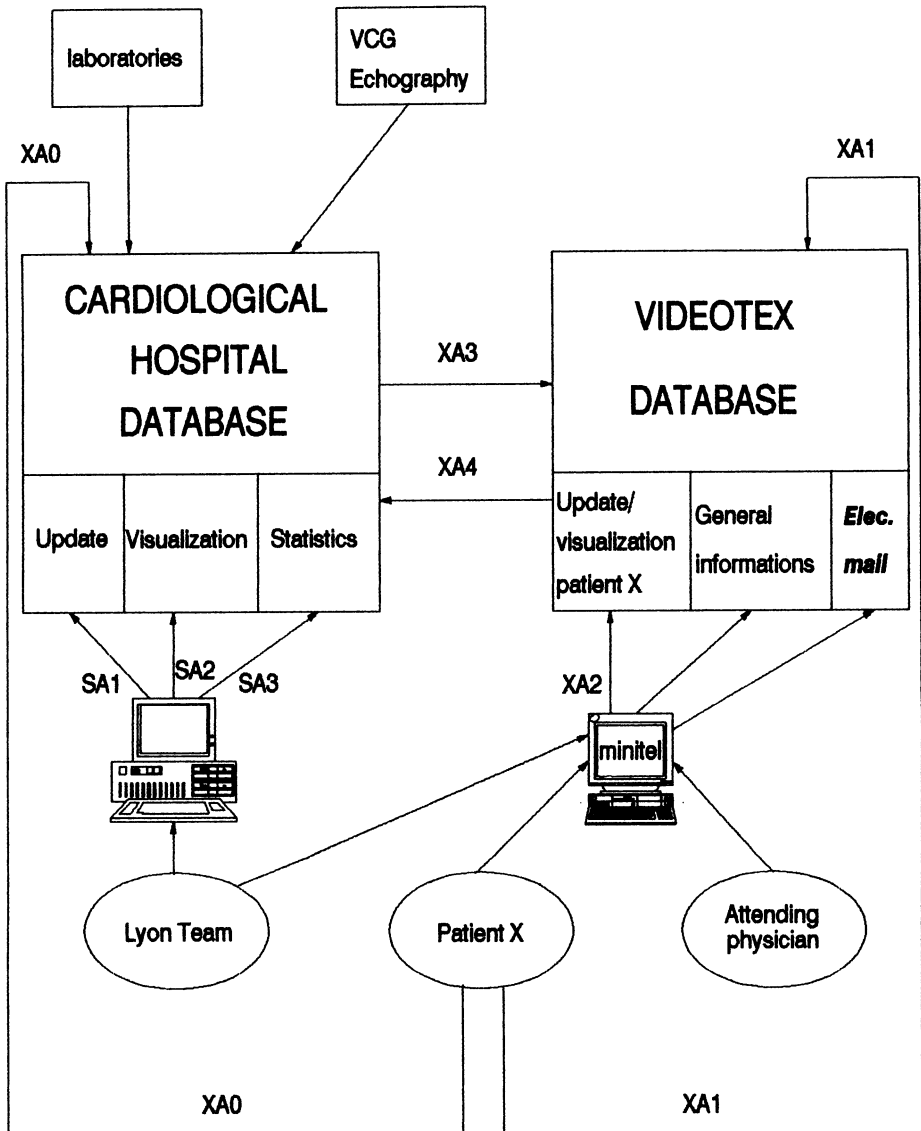 laboratories
VCG
Echography
XA0
XA1
CARDIOLOGICAL
HOSPITAL
DATABASE
VIDEOTEX
DATABASE
XA3
XA4
Update
Visualization
Statistics
Update/
visualization
patient X
General
informations
Elec.
mail
SA1
SA2
SA3
XA2
minitel
Lyon Team
Patient X
Attending
physician
XA0
XA1